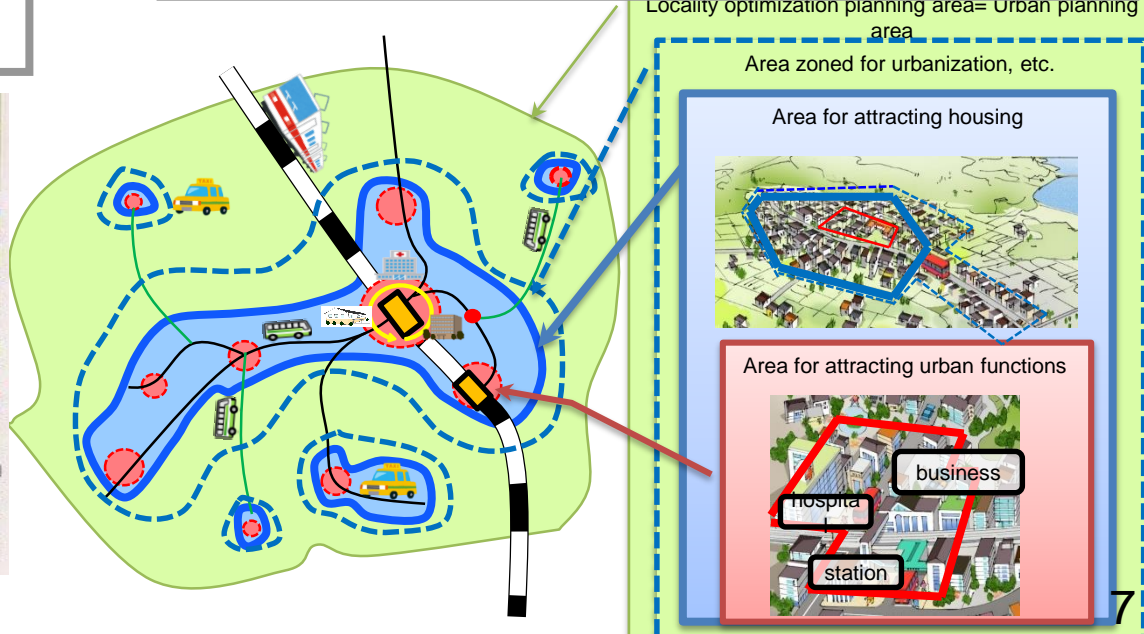 Locality optimization planning area= Urban planning
area
Area zoned for urbanization, etc.
Area for attracting housing
Area for attracting urban functions
business
hospita
l
station
7